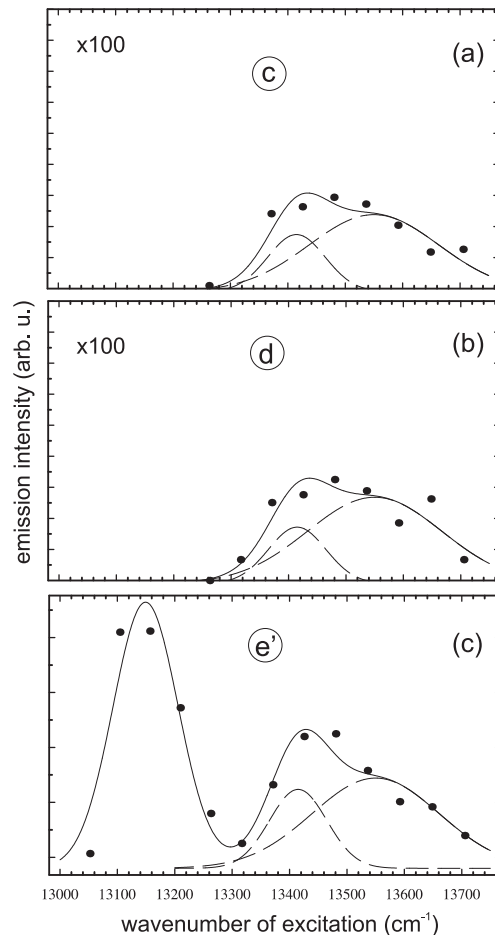 x100
c
(a)
x100
d
(b)
e'
(c)
emission intensity (arb. u.)
13000 13100 13200 13300 13400 13500 13600 13700
wavenumber of excitation (cm⁻¹)